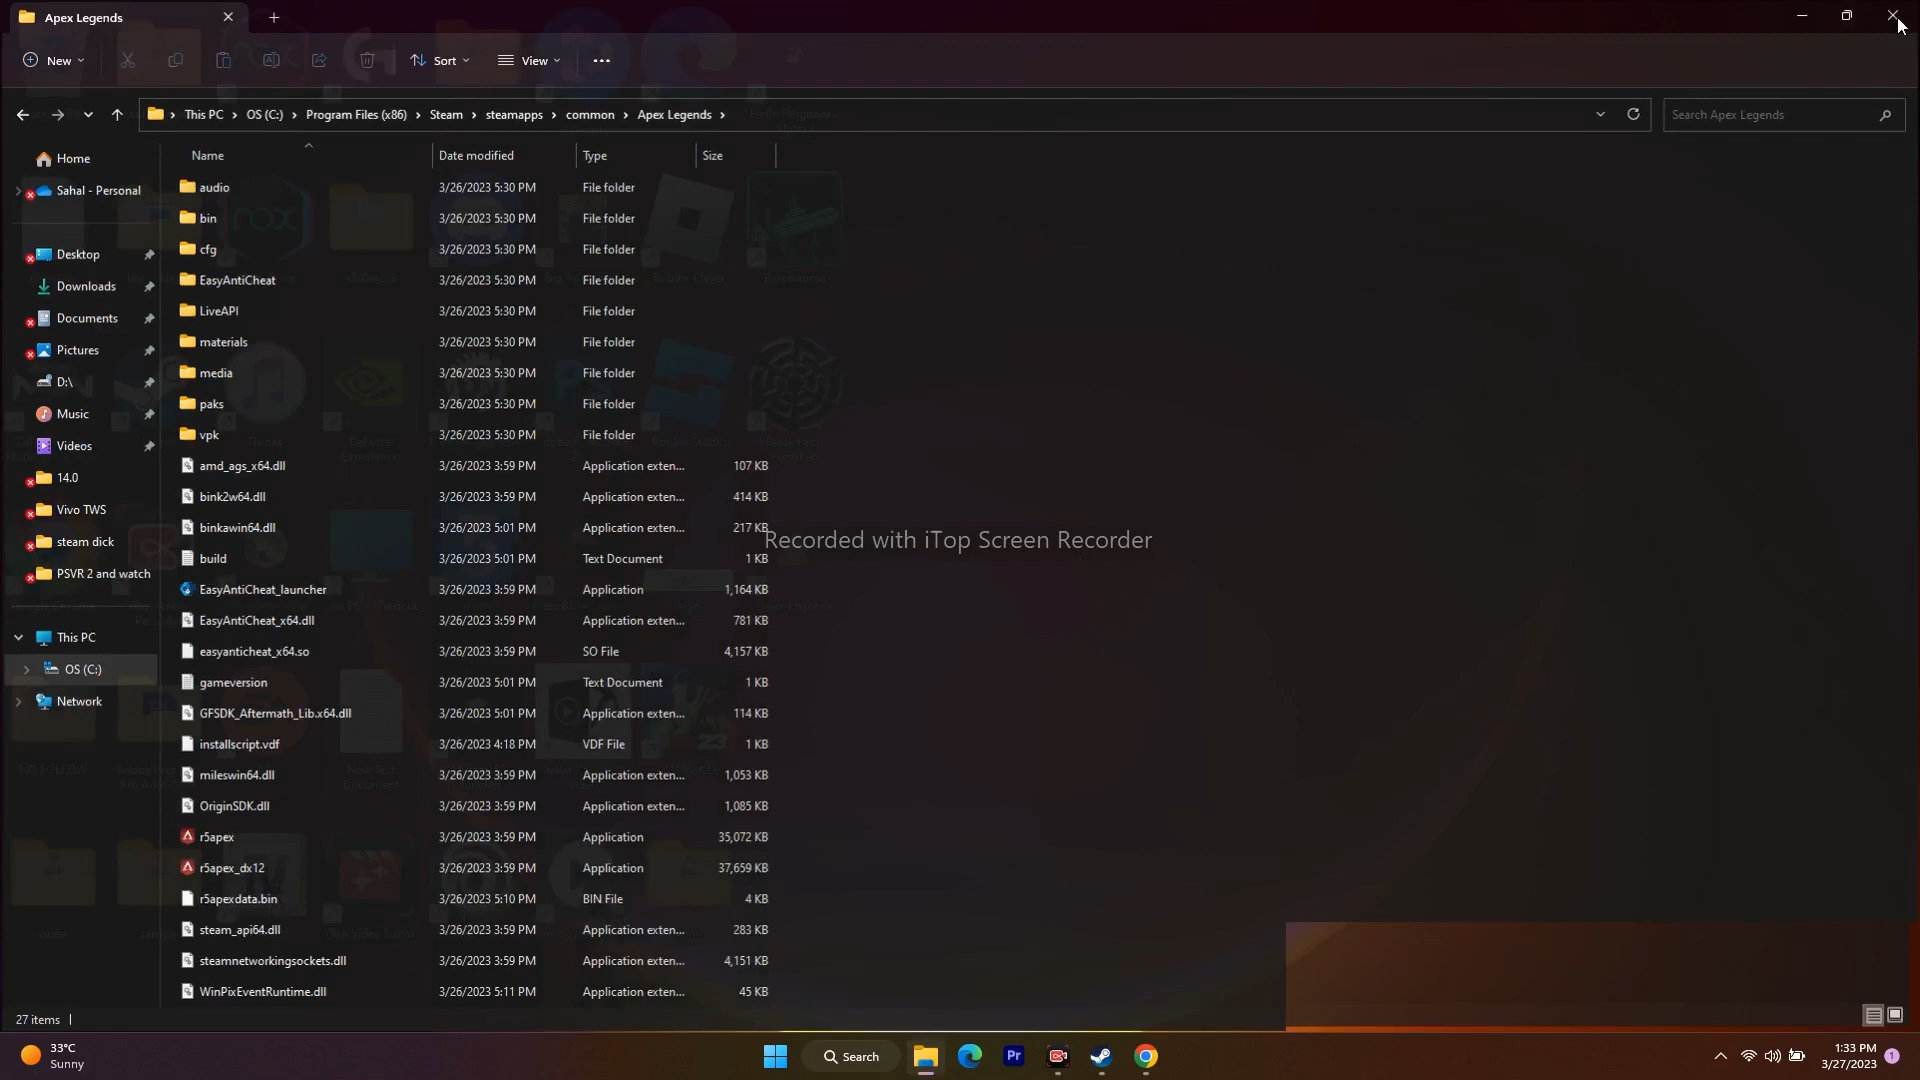 Apex Legends
New
Sort
View
This PC
OS (C:)
Program Files (x86)
Steam
steamapps
common
Apex Legends
Search Apex Legends
Name Date modified Type Size
Home
Sahal - Personal
Desktop
Downloads
Documents
Pictures
D:\
Music
Videos
14.0
Vivo TWS
steam dick
PSVR 2 and watch
This PC
OS (C:)
Network
audio 3/26/2023 5:30 PM File folder
bin 3/26/2023 5:30 PM File folder
cfg 3/26/2023 5:30 PM File folder
EasyAntiCheat 3/26/2023 5:30 PM File folder
LiveAPI 3/26/2023 5:30 PM File folder
materials 3/26/2023 5:30 PM File folder
media 3/26/2023 5:30 PM File folder
paks 3/26/2023 5:30 PM File folder
vpk 3/26/2023 5:30 PM File folder
amd_ags_x64.dll 3/26/2023 3:59 PM Application exten... 107 KB
bink2w64.dll 3/26/2023 3:59 PM Application exten... 414 KB
binkawin64.dll 3/26/2023 5:01 PM Application exten... 217 KB
build 3/26/2023 5:01 PM Text Document 1 KB
EasyAntiCheat_launcher 3/26/2023 3:59 PM Application 1,164 KB
EasyAntiCheat_x64.dll 3/26/2023 3:59 PM Application exten... 781 KB
easyanticheat_x64.so 3/26/2023 3:59 PM SO File 4,157 KB
gameversion 3/26/2023 5:01 PM Text Document 1 KB
GFSDK_Aftermath_Lib.x64.dll 3/26/2023 5:01 PM Application exten... 114 KB
installscript.vdf 3/26/2023 4:18 PM VDF File 1 KB
mileswin64.dll 3/26/2023 3:59 PM Application exten... 1,053 KB
OriginSDK.dll 3/26/2023 3:59 PM Application exten... 1,085 KB
r5apex 3/26/2023 3:59 PM Application 35,072 KB
r5apex_dx12 3/26/2023 3:59 PM Application 37,659 KB
r5apexdata.bin 3/26/2023 5:10 PM BIN File 4 KB
steam_api64.dll 3/26/2023 3:59 PM Application exten... 283 KB
steamnetworkingsockets.dll 3/26/2023 3:59 PM Application exten... 4,151 KB
WinPixEventRuntime.dll 3/26/2023 5:11 PM Application exten... 45 KB
Recorded with iTop Screen Recorder
27 items
33°C
Sunny
Search
Pr
1:33 PM
3/27/2023
1